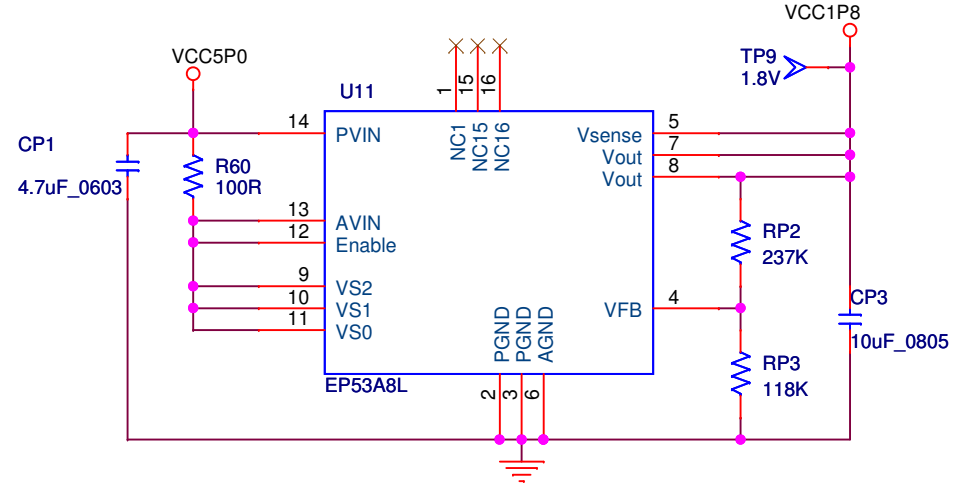 VCC1P8
VCC5P0
TP9
1.8V
U11
1
15
16
CP1
4.7uF_0603
R60
100R
14
PVIN
NC1
NC15
NC16
Vsense
5
Vout
7
Vout
8
13
AVIN
12
Enable
9
VS2
10
VS1
11
VS0
RP2
237K
VFB
4
CP3
10uF_0805
PGND
PGND
AGND
RP3
118K
EP53A8L
2
3
6